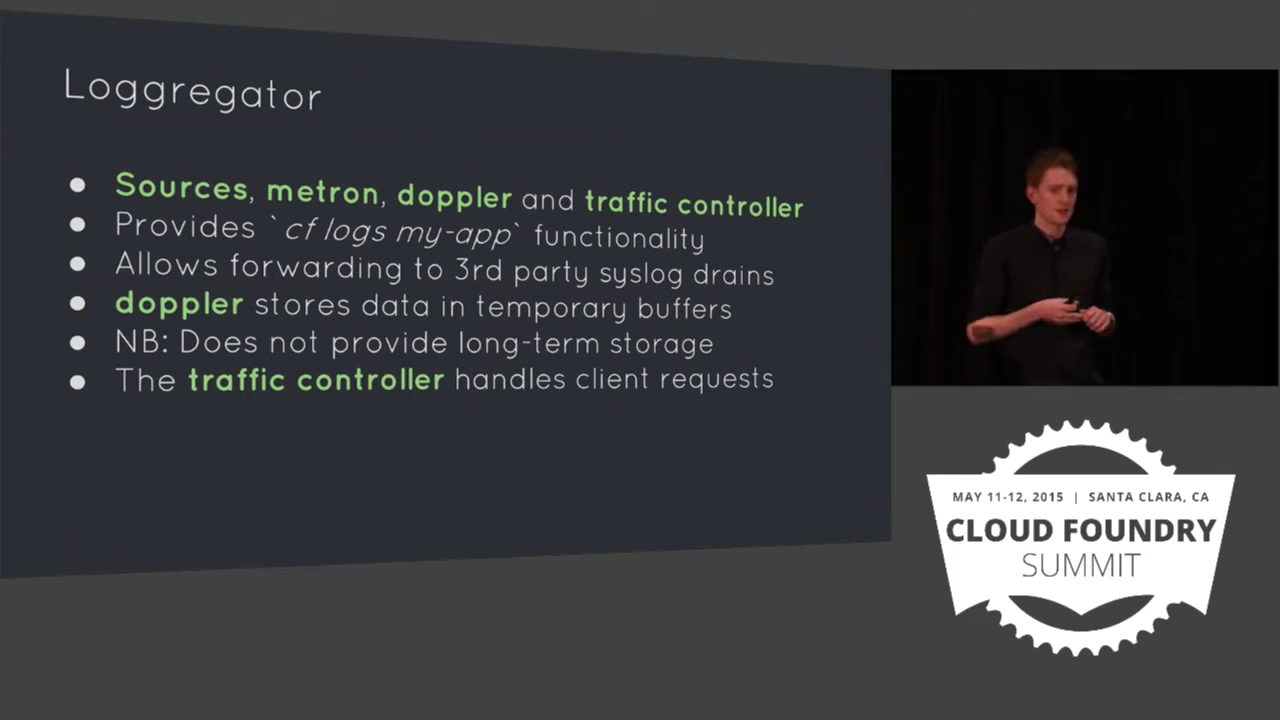 Loggregator
● Sources, metron, doppler and traffic controller
● Provides `cf logs my-app` functionality
● Allows forwarding to 3rd party syslog drains
● doppler stores data in temporary buffers
● NB: Does not provide long-term storage
● The traffic controller handles client requests
MAY 11-12, 2015 | SANTA CLARA, CA
CLOUD FOUNDRY
SUMMIT